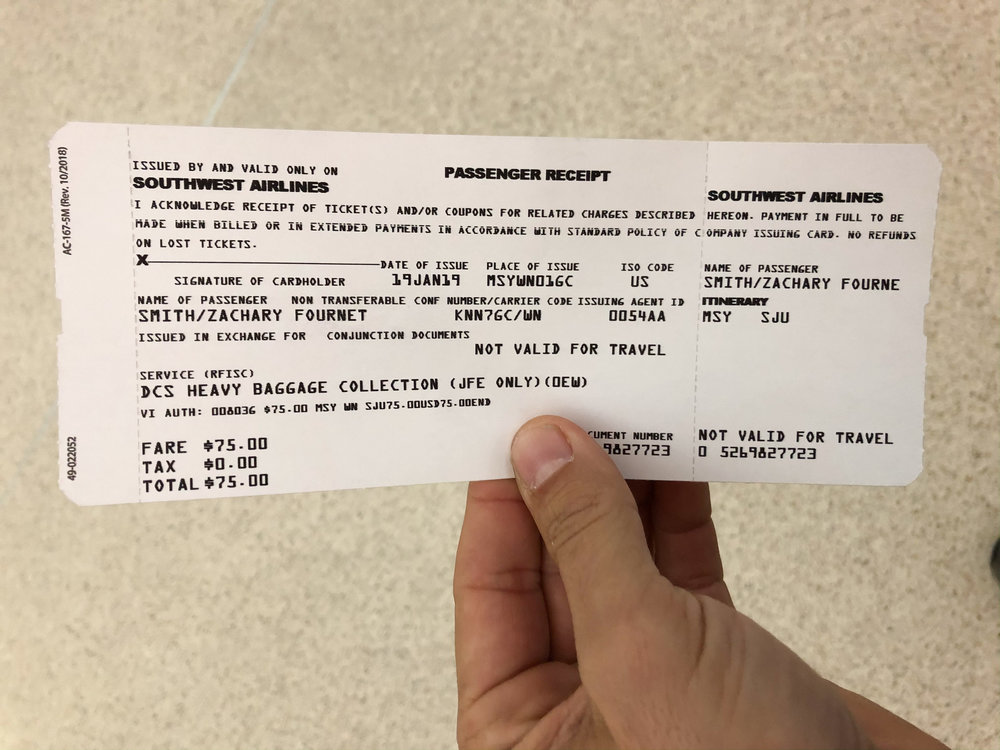 AC-167-5M (Rev. 10/2018)
49-022052
ISSUED BY AND VALID ONLY ON
SOUTHWEST AIRLINES
PASSENGER RECEIPT
I ACKNOWLEDGE RECEIPT OF TICKET(S) AND/OR COUPONS FOR RELATED CHARGES DESCRIBED HEREON. PAYMENT IN FULL TO BE
MADE WHEN BILLED OR IN EXTENDED PAYMENTS IN ACCORDANCE WITH STANDARD POLICY OF COMPANY ISSUING CARD. NO REFUNDS
ON LOST TICKETS.
X
DATE OF ISSUE PLACE OF ISSUE ISO CODE
SIGNATURE OF CARDHOLDER 19JAN19 MSYWN01GC US
NAME OF PASSENGER NON TRANSFERABLE CONF NUMBER/CARRIER CODE ISSUING AGENT ID
SMITH/ZACHARY FOURNET KNN7GC/WN 0054AA
ISSUED IN EXCHANGE FOR CONJUNCTION DOCUMENTS
NOT VALID FOR TRAVEL
SERVICE (RFISC)
DCS HEAVY BAGGAGE COLLECTION (JFE ONLY)(OEW)
VI AUTH: 008036 $75.00 MSY WN SJU75.00USD75.00END
FARE $75.00
TAX $0.00
TOTAL $75.00
CUMENT NUMBER
9827723
SOUTHWEST AIRLINES
NAME OF PASSENGER
SMITH/ZACHARY FOURNE
ITINERARY
MSY SJU
NOT VALID FOR TRAVEL
0 5269827723